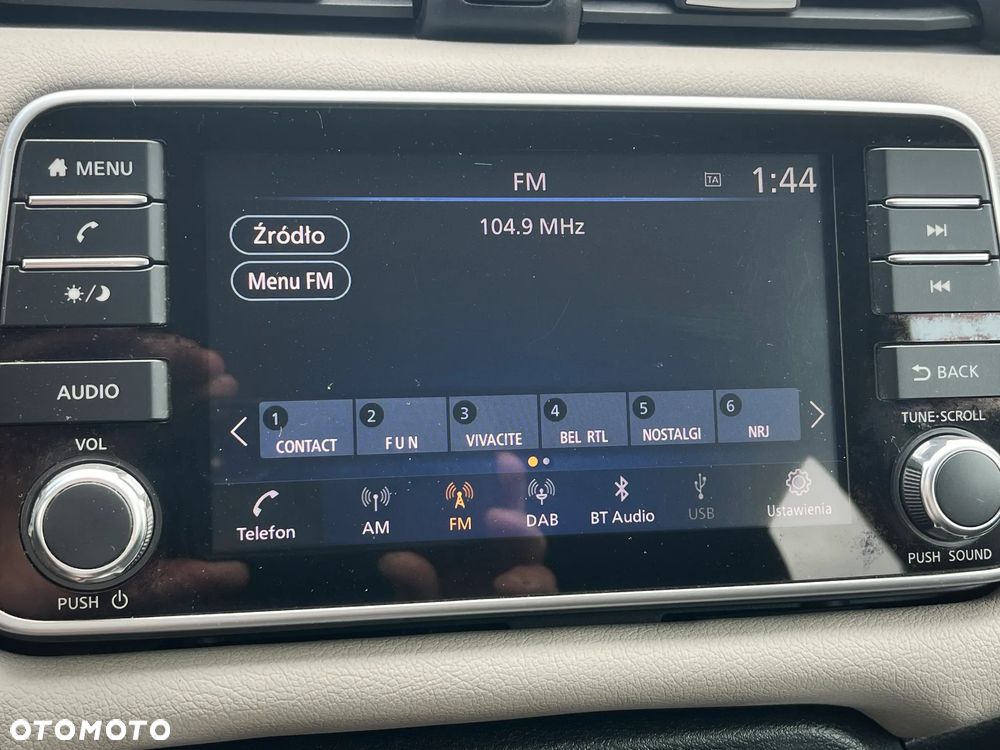 MENU
FM
TA
1:44
Źródło
104.9 MHz
Menu FM
AUDIO
BACK
TUNE·SCROLL
VOL
1
CONTACT
2
F U N
3
VIVACITE
4
BEL RTL
5
NOSTALGI
6
NRJ
Telefon
AM
FM
DAB
BT Audio
USB
Ustawienia
PUSH
PUSH SOUND
OTOMOTO